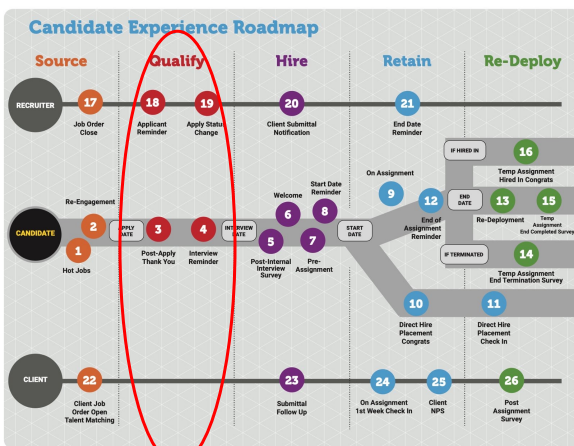 Candidate Experience Roadmap
Source
Qualify
Hire
Retain
Re-Deploy
RECRUITER
17
18
19
20
21
Job Order
Close
Applicant
Reminder
Apply Status
Change
Client Submittal
Notification
End Date
Reminder
IF HIRED IN
16
Temp Assignment
Hired In Congrats
On Assignment
9
12
End of
Assignment
Reminder
END
DATE
13
Re-Deployment
15
Temp
Assignment
End Completed Survey
IF TERMINATED
14
Temp Assignment
End Termination Survey
CANDIDATE
Re-Engagement
2
1
Hot Jobs
APPLY
DATE
3
Post-Apply
Thank You
4
Interview
Reminder
INTERVIEW
DATE
Welcome
6
5
Post-Internal
Interview
Survey
Start Date
Reminder
8
7
Pre-
Assignment
START
DATE
10
Direct Hire
Placement
Congrats
11
Direct Hire
Placement
Check In
CLIENT
22
23
24
25
26
Client Job
Order Open
Talent Matching
Submittal
Follow Up
On Assignment
1st Week Check In
Client
NPS
Post
Assignment
Survey